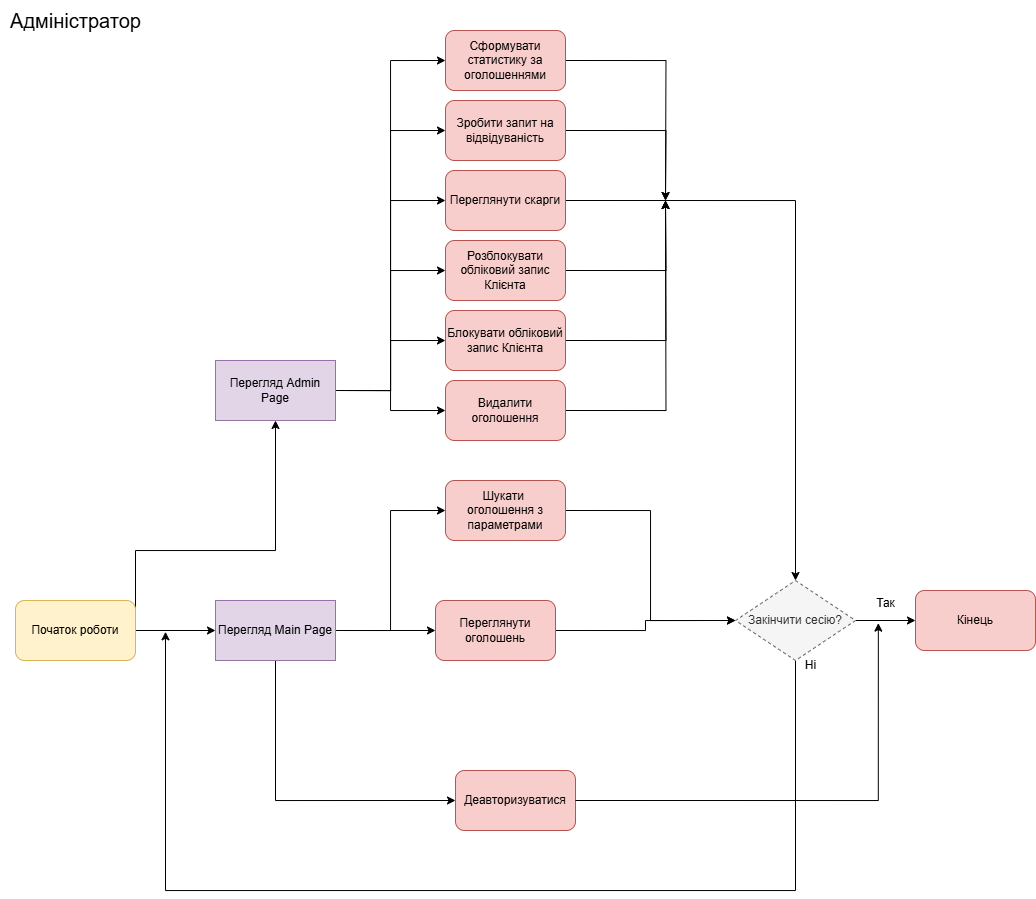 Адміністратор
Сформувати
статистику за
оголошеннями
Зробити запит на
відвідуваність
Переглянути скарги
Розблокувати
обліковий запис
Клієнта
Блокувати обліковий
запис Клієнта
Перегляд Admin
Page
Видалити
оголошення
Шукати
оголошення з
параметрами
Початок роботи
Перегляд Main Page
Переглянути
оголошень
Закінчити сесію?
Так
Ні
Кінець
Деавторизуватися